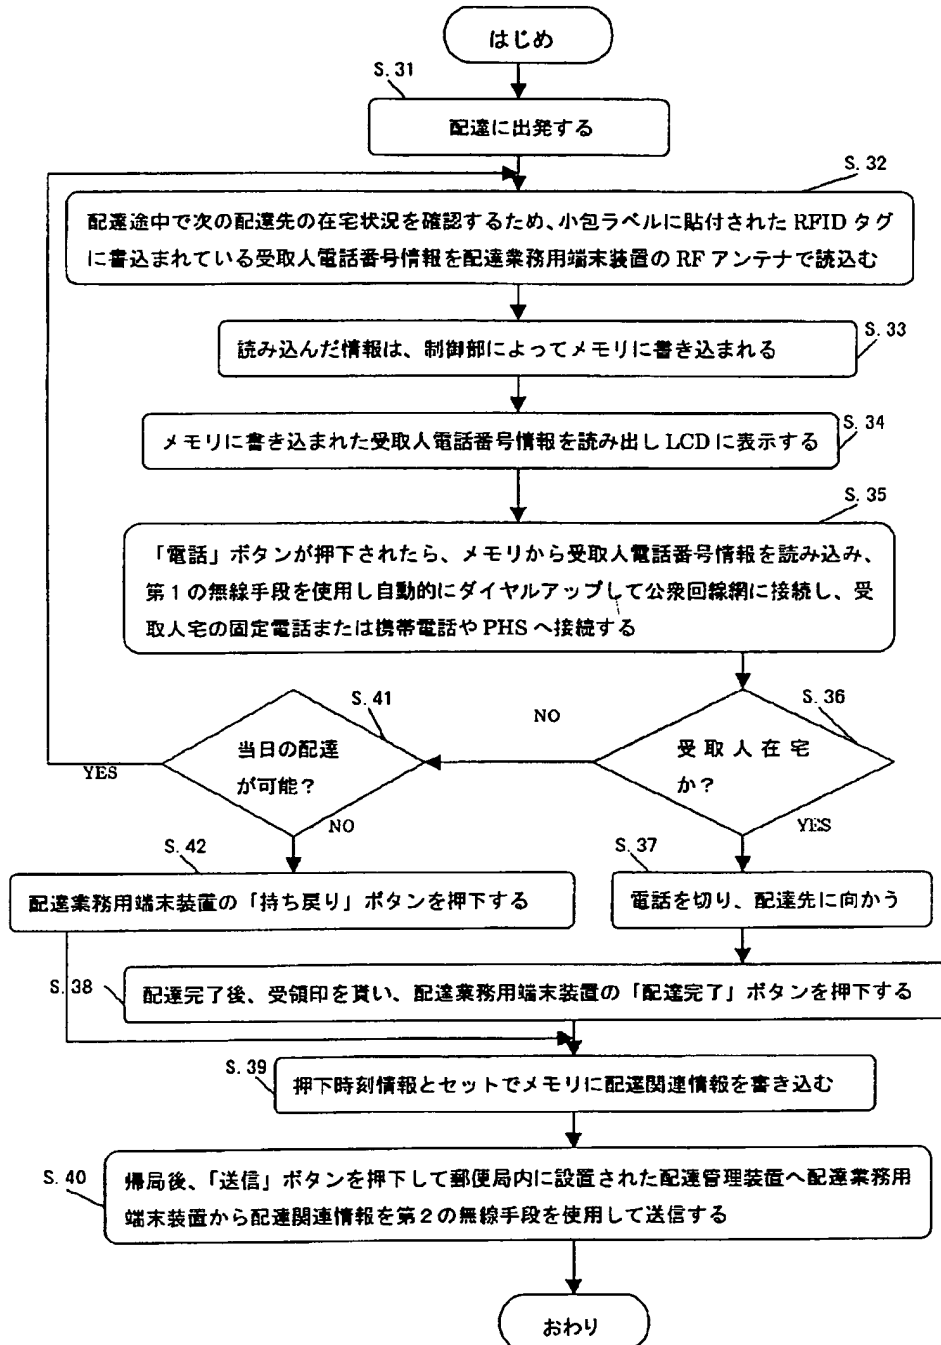 はじめ
S. 31
配達に出発する
S. 32
配達途中で次の配達先の在宅状況を確認するため、小包ラベルに貼付された RFID タグ
に書込まれている受取人電話番号情報を配達業務用端末装置の RF アンテナで読込む
S. 33
読み込んだ情報は、制御部によってメモリに書き込まれる
S. 34
メモリに書き込まれた受取人電話番号情報を読み出し LCD に表示する
S. 35
「電話」ボタンが押下されたら、メモリから受取人電話番号情報を読み込み、
第1の無線手段を使用し自動的にダイヤルアップして公衆回線網に接続し、受
取人宅の固定電話または携帯電話や PHS へ接続する
S. 41
当日の配達
が可能？
YES
NO
NO
S. 36
受取人在宅
か？
YES
S. 42
配達業務用端末装置の「持ち戻り」ボタンを押下する
S. 37
電話を切り、配達先に向かう
S. 38
配達完了後、受領印を貰い、配達業務用端末装置の「配達完了」ボタンを押下する
S. 39
押下時刻情報とセットでメモリに配達関連情報を書き込む
S. 40
帰局後、「送信」ボタンを押下して郵便局内に設置された配達管理装置へ配達業務用
端末装置から配達関連情報を第2の無線手段を使用して送信する
おわり